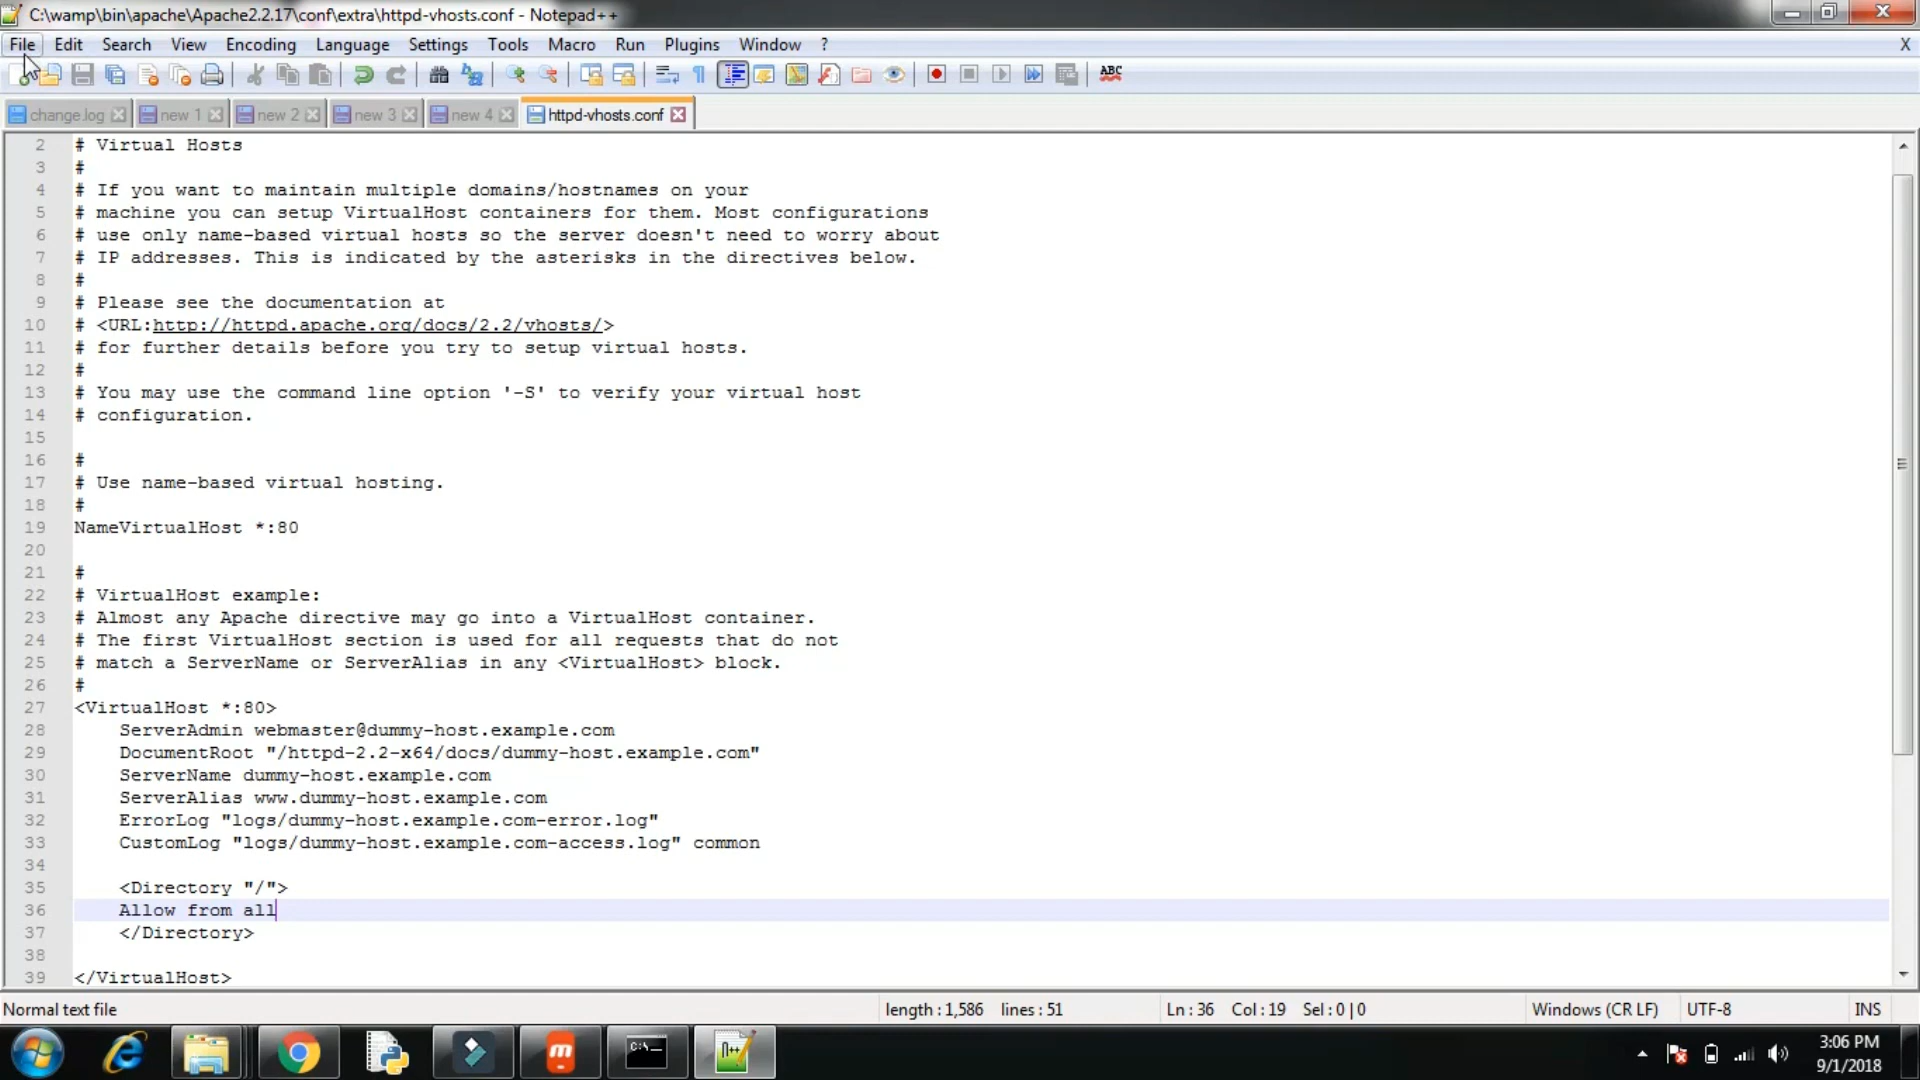 C:\wamp\bin\apache\Apache2.2.17\conf\extra\httpd-vhosts.conf - Notepad++
File Edit Search View Encoding Language Settings Tools Macro Run Plugins Window ? X
ABC
change.log new 1 new 2 new 3 new 4 httpd-vhosts.conf
2 # Virtual Hosts
3 #
4 # If you want to maintain multiple domains/hostnames on your
5 # machine you can setup VirtualHost containers for them. Most configurations
6 # use only name-based virtual hosts so the server doesn't need to worry about
7 # IP addresses. This is indicated by the asterisks in the directives below.
8 #
9 # Please see the documentation at
10 # <URL:http://httpd.apache.org/docs/2.2/vhosts/>
11 # for further details before you try to setup virtual hosts.
12 #
13 # You may use the command line option '-S' to verify your virtual host
14 # configuration.
15
16 #
17 # Use name-based virtual hosting.
18 #
19 NameVirtualHost *:80
20
21 #
22 # VirtualHost example:
23 # Almost any Apache directive may go into a VirtualHost container.
24 # The first VirtualHost section is used for all requests that do not
25 # match a ServerName or ServerAlias in any <VirtualHost> block.
26 #
27 <VirtualHost *:80>
28 ServerAdmin webmaster@dummy-host.example.com
29 DocumentRoot "/httpd-2.2-x64/docs/dummy-host.example.com"
30 ServerName dummy-host.example.com
31 ServerAlias www.dummy-host.example.com
32 ErrorLog "logs/dummy-host.example.com-error.log"
33 CustomLog "logs/dummy-host.example.com-access.log" common
34
35 <Directory "/">
36 Allow from all
37 </Directory>
38
39 </VirtualHost>
Normal text file length : 1,586 lines : 51 Ln : 36 Col : 19 Sel : 0 | 0 Windows (CR LF) UTF-8 INS
3:06 PM
9/1/2018